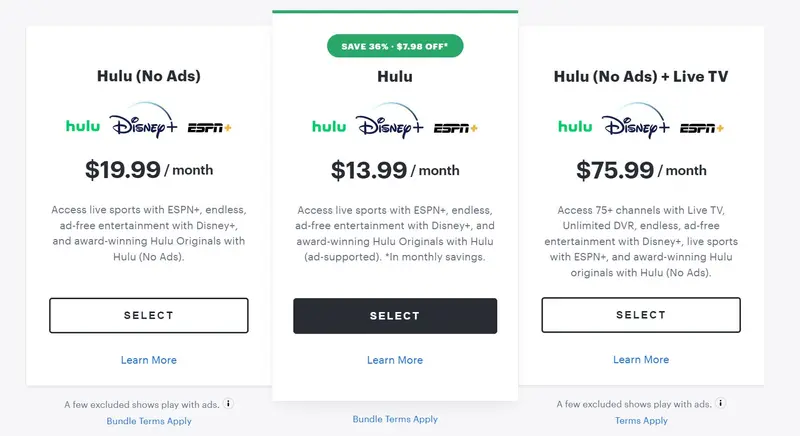 Hulu (No Ads)
hulu Disney+ ESPN+
$19.99 / month
Access live sports with ESPN+, endless,
ad-free entertainment with Disney+,
and award-winning Hulu Originals with
Hulu (No Ads).
SELECT
Learn More
A few excluded shows play with ads. i
Bundle Terms Apply
SAVE 36% · $7.98 OFF*
Hulu
hulu Disney+ ESPN+
$13.99 / month
Access live sports with ESPN+, endless,
ad-free entertainment with Disney+,
and award-winning Hulu Originals with Hulu
(ad-supported). *In monthly savings.
SELECT
Learn More
Bundle Terms Apply
Hulu (No Ads) + Live TV
hulu Disney+ ESPN+
$75.99 / month
Access 75+ channels with Live TV,
Unlimited DVR, endless, ad-free
entertainment with Disney+, live sports
with ESPN+, and award-winning Hulu
originals with Hulu (No Ads).
SELECT
Learn More
A few excluded shows play with ads. i
Terms Apply